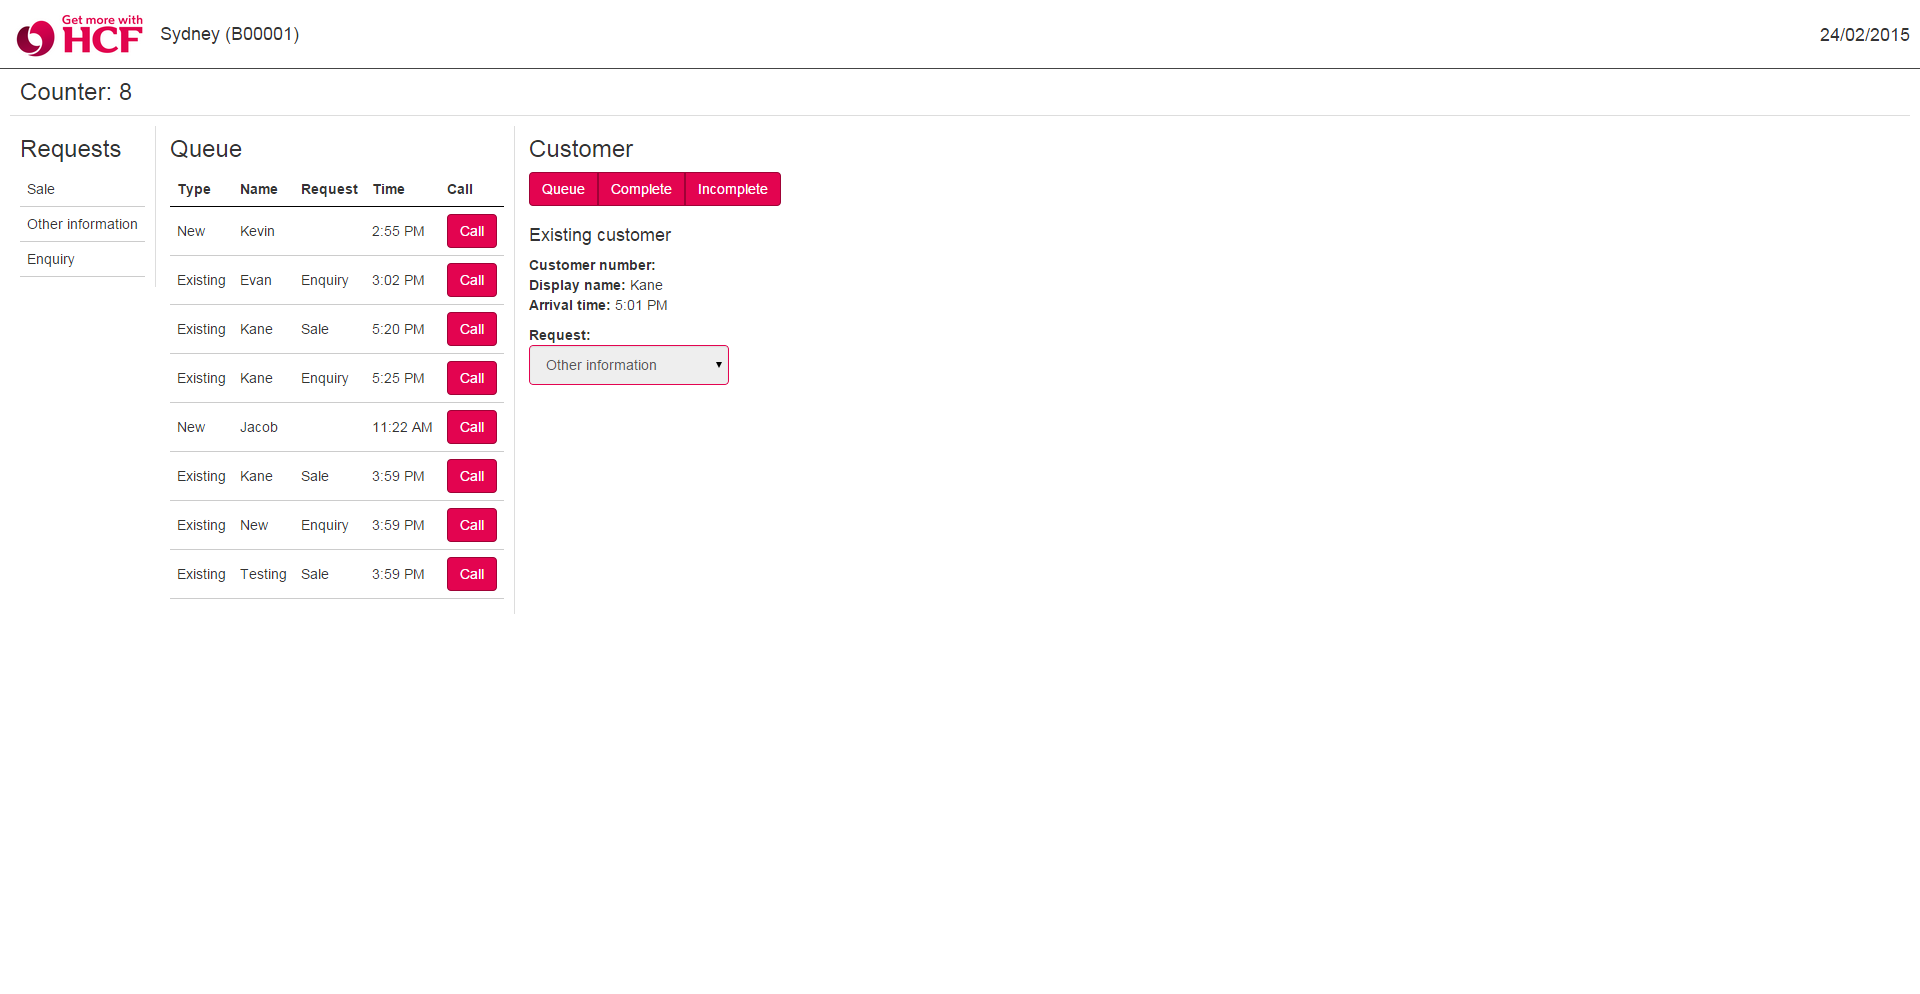 Get more with
HCF
Sydney (B00001)
24/02/2015
Counter: 8
Requests
Sale
Other information
Enquiry
Queue
Type Name Request Time Call
New Kevin 2:55 PM Call
Existing Evan Enquiry 3:02 PM Call
Existing Kane Sale 5:20 PM Call
Existing Kane Enquiry 5:25 PM Call
New Jacob 11:22 AM Call
Existing Kane Sale 3:59 PM Call
Existing New Enquiry 3:59 PM Call
Existing Testing Sale 3:59 PM Call
Customer
Queue Complete Incomplete
Existing customer
Customer number:
Display name: Kane
Arrival time: 5:01 PM
Request:
Other information